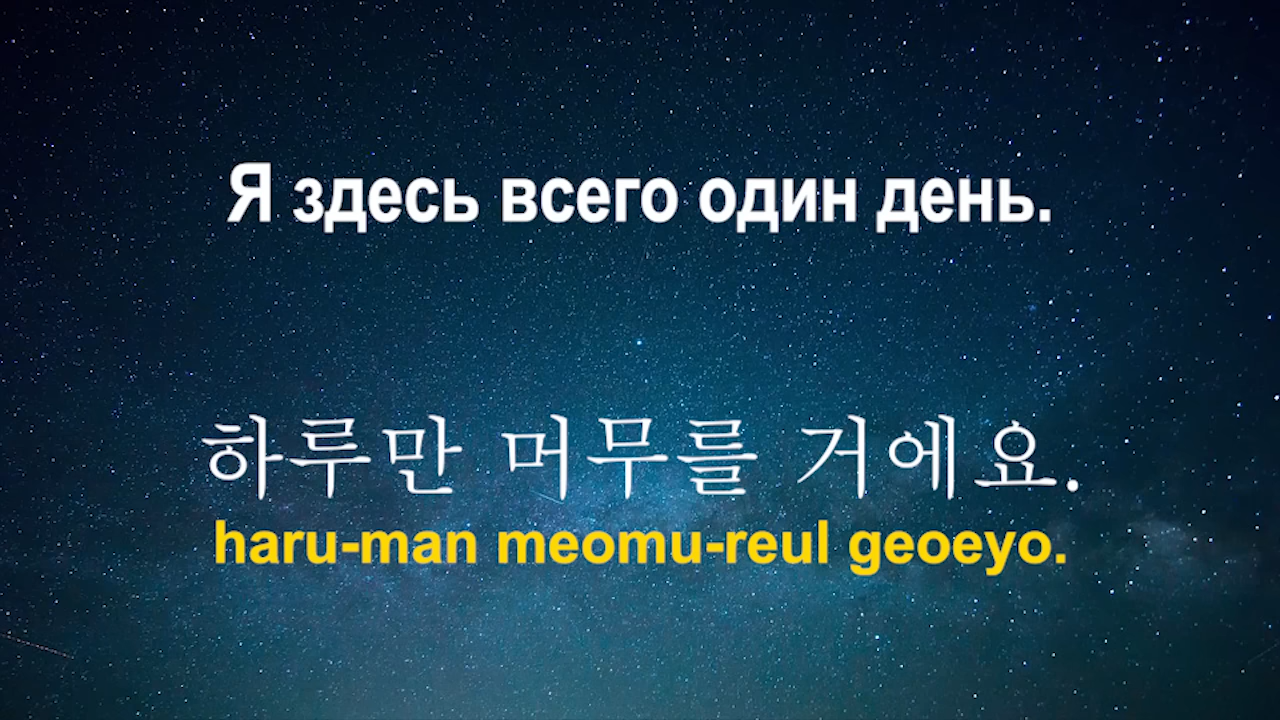 Я здесь всего один день.
하루만 머무를 거에요.
haru-man meomu-reul geoeyo.